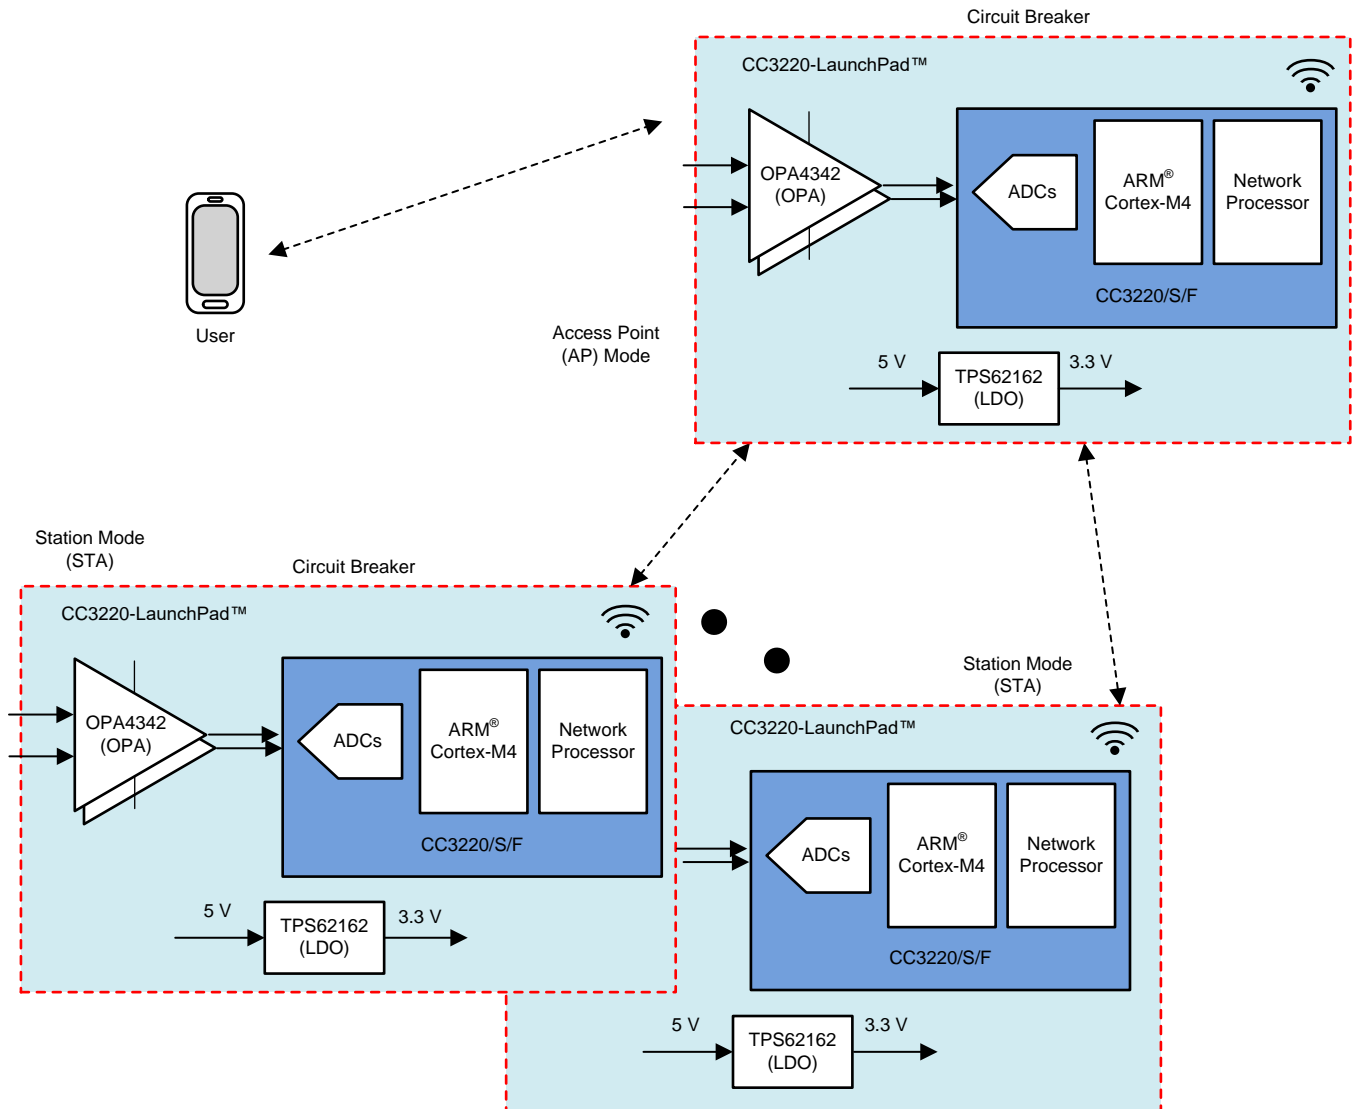 Circuit Breaker
CC3220-LaunchPad™
OPA4342
(OPA)
ADCs
ARM®
Cortex-M4
Network
Processor
CC3220/S/F
User
Access Point
(AP) Mode
5 V
TPS62162
(LDO)
3.3 V
Station Mode
(STA)
Circuit Breaker
CC3220-LaunchPad™
OPA4342
(OPA)
ADCs
ARM®
Cortex-M4
Network
Processor
CC3220/S/F
5 V
TPS62162
(LDO)
3.3 V
Station Mode
(STA)
CC3220-LaunchPad™
ADCs
ARM®
Cortex-M4
Network
Processor
CC3220/S/F
5 V
TPS62162
(LDO)
3.3 V